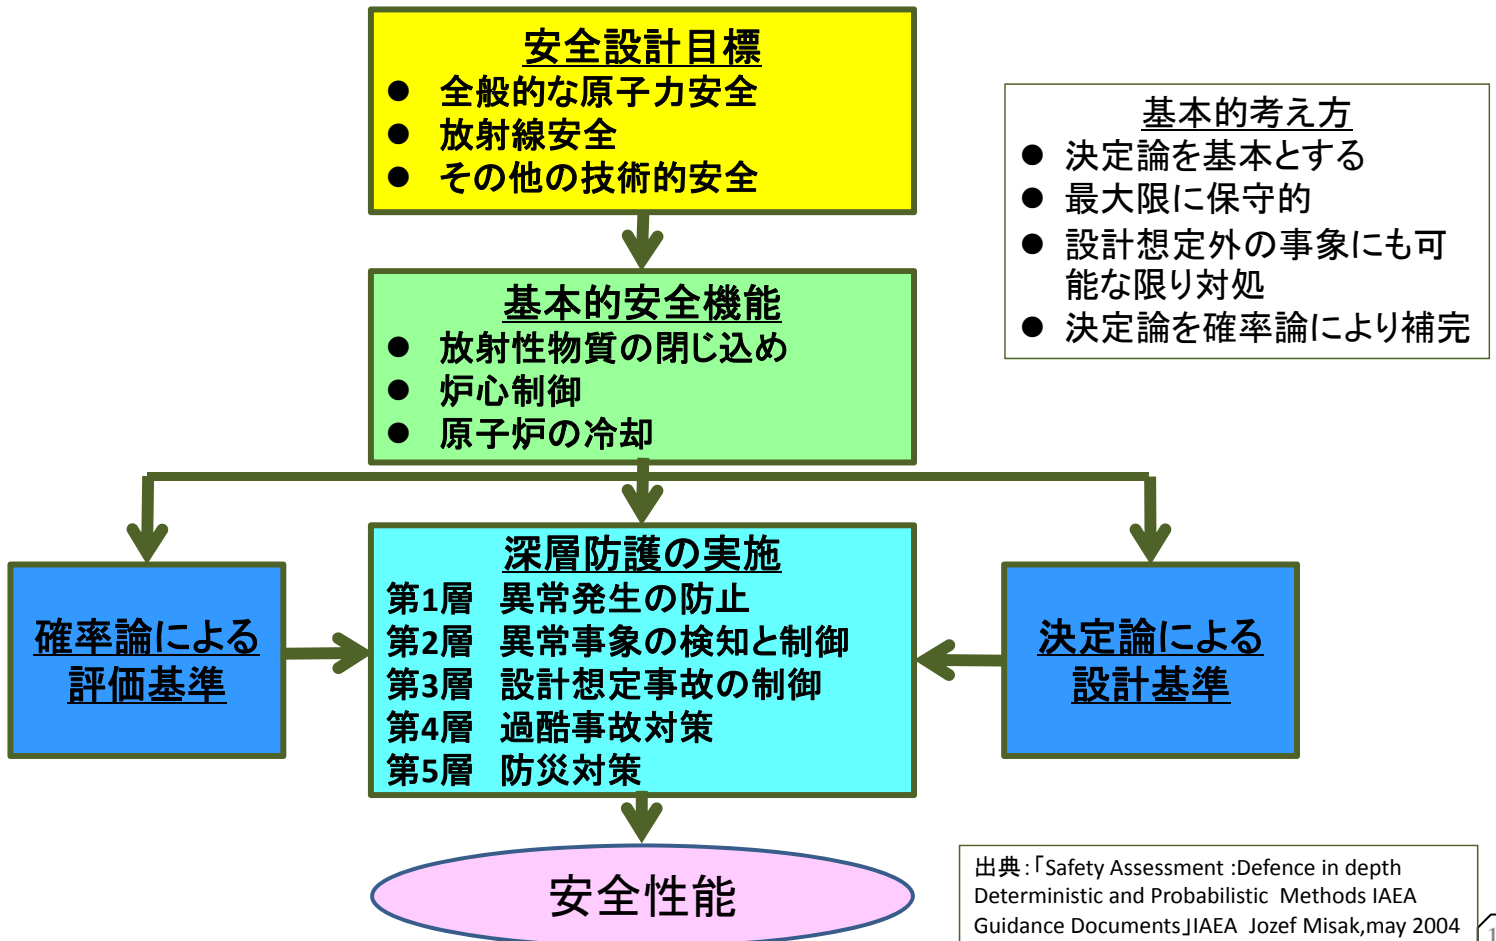 安全設計目標
● 全般的な原子力安全
● 放射線安全
● その他の技術的安全
基本的考え方
● 決定論を基本とする
● 最大限に保守的
● 設計想定外の事象にも可
能な限り対処
● 決定論を確率論により補完
基本的安全機能
● 放射性物質の閉じ込め
● 炉心制御
● 原子炉の冷却
確率論による
評価基準
深層防護の実施
第1層 異常発生の防止
第2層 異常事象の検知と制御
第3層 設計想定事故の制御
第4層 過酷事故対策
第5層 防災対策
決定論による
設計基準
安全性能
出典:「Safety Assessment :Defence in depth
Deterministic and Probabilistic Methods IAEA
Guidance Documents」IAEA Jozef Misak,may 2004